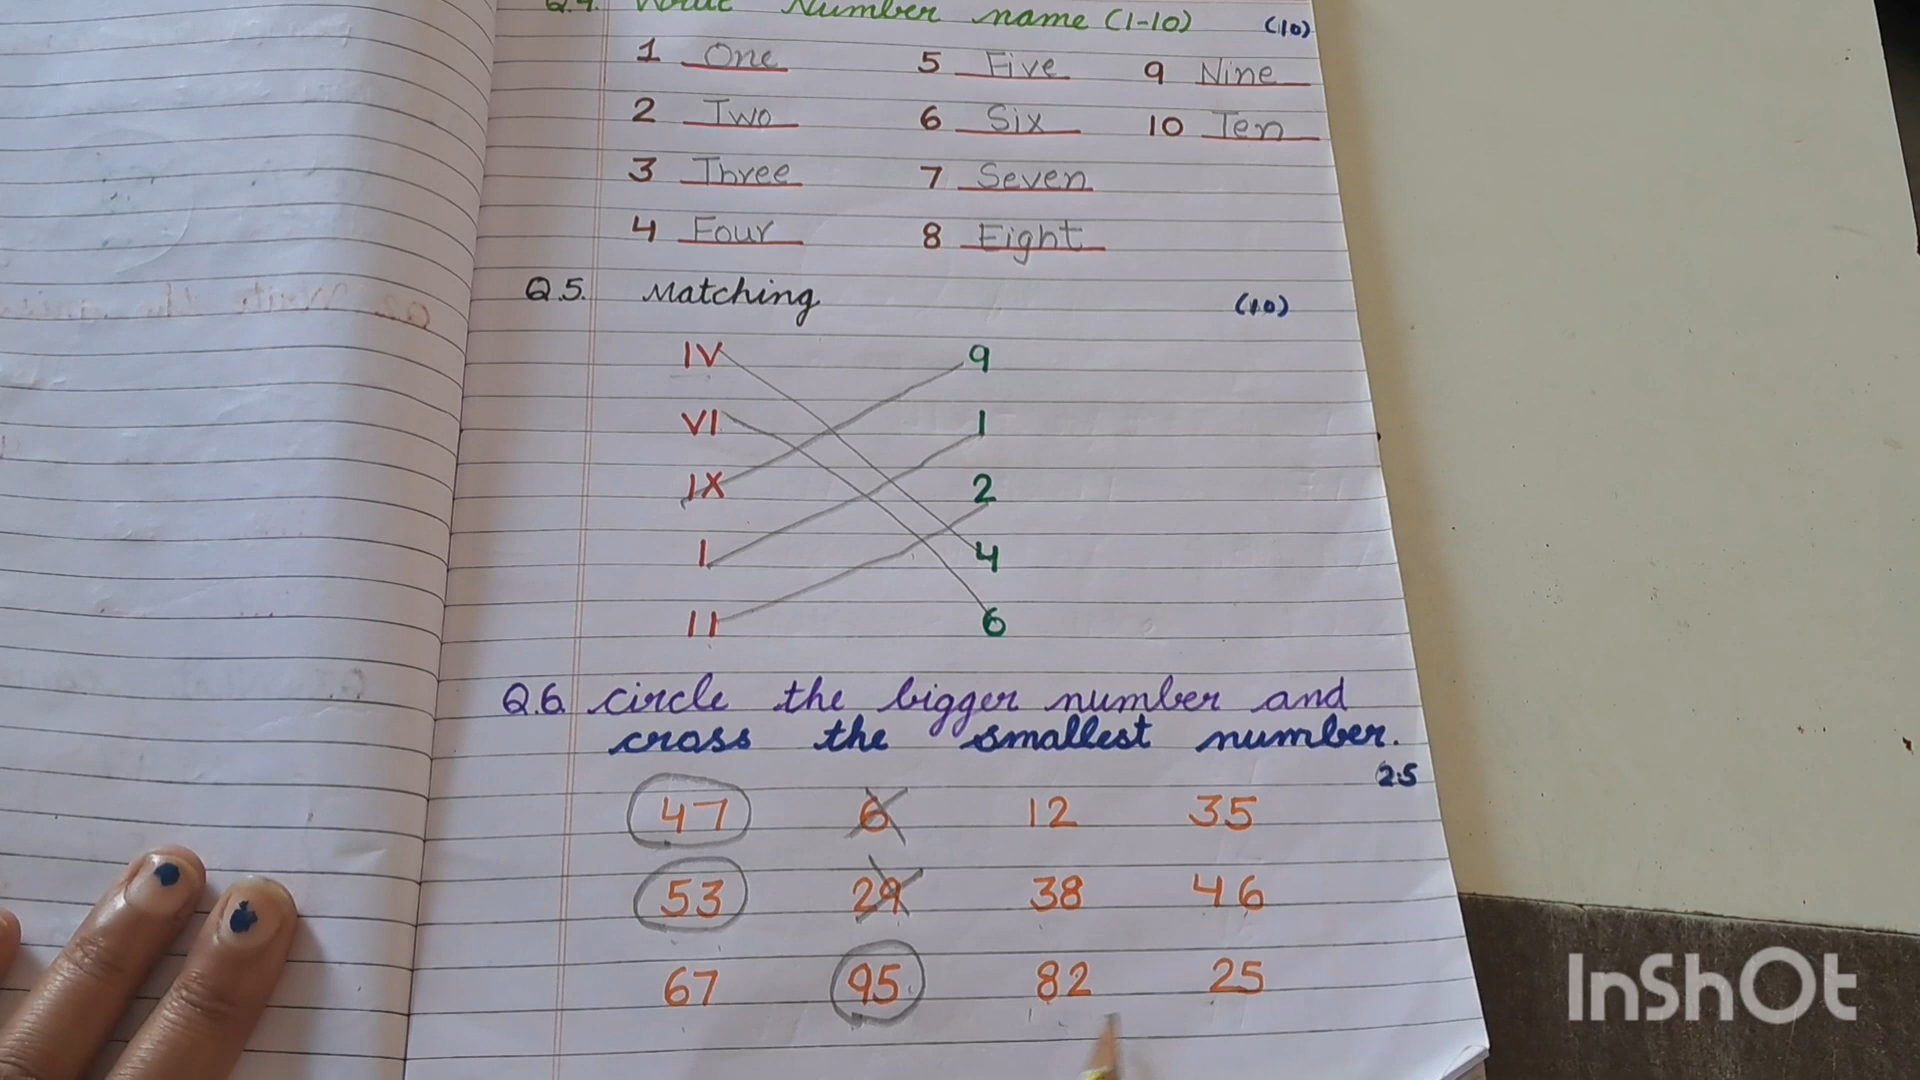 Q.4. Write Number name (1-10) (10)
1 One 5 Five 9 Nine
2 Two 6 Six 10 Ten
3 Three 7 Seven
4 Four 8 Eight
Q.5. Matching (10)
IV 9
VI 1
IX 2
I 4
II 6
Q.6. circle the bigger number and
cross the smallest number.
2.5
47 6 12 35
53 29 38 46
67 95 82 25
InShOt